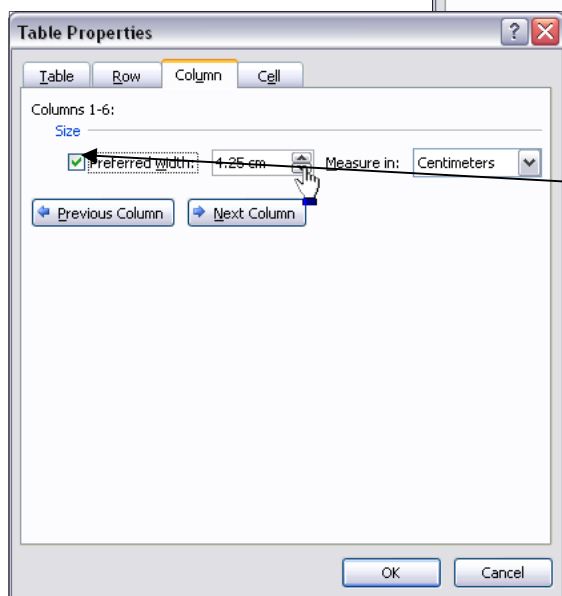 Table Properties
Table Row Column Cell
Columns 1-6:
Size
Preferred width: 4.25 cm Measure in: Centimeters
Previous Column Next Column
OK Cancel